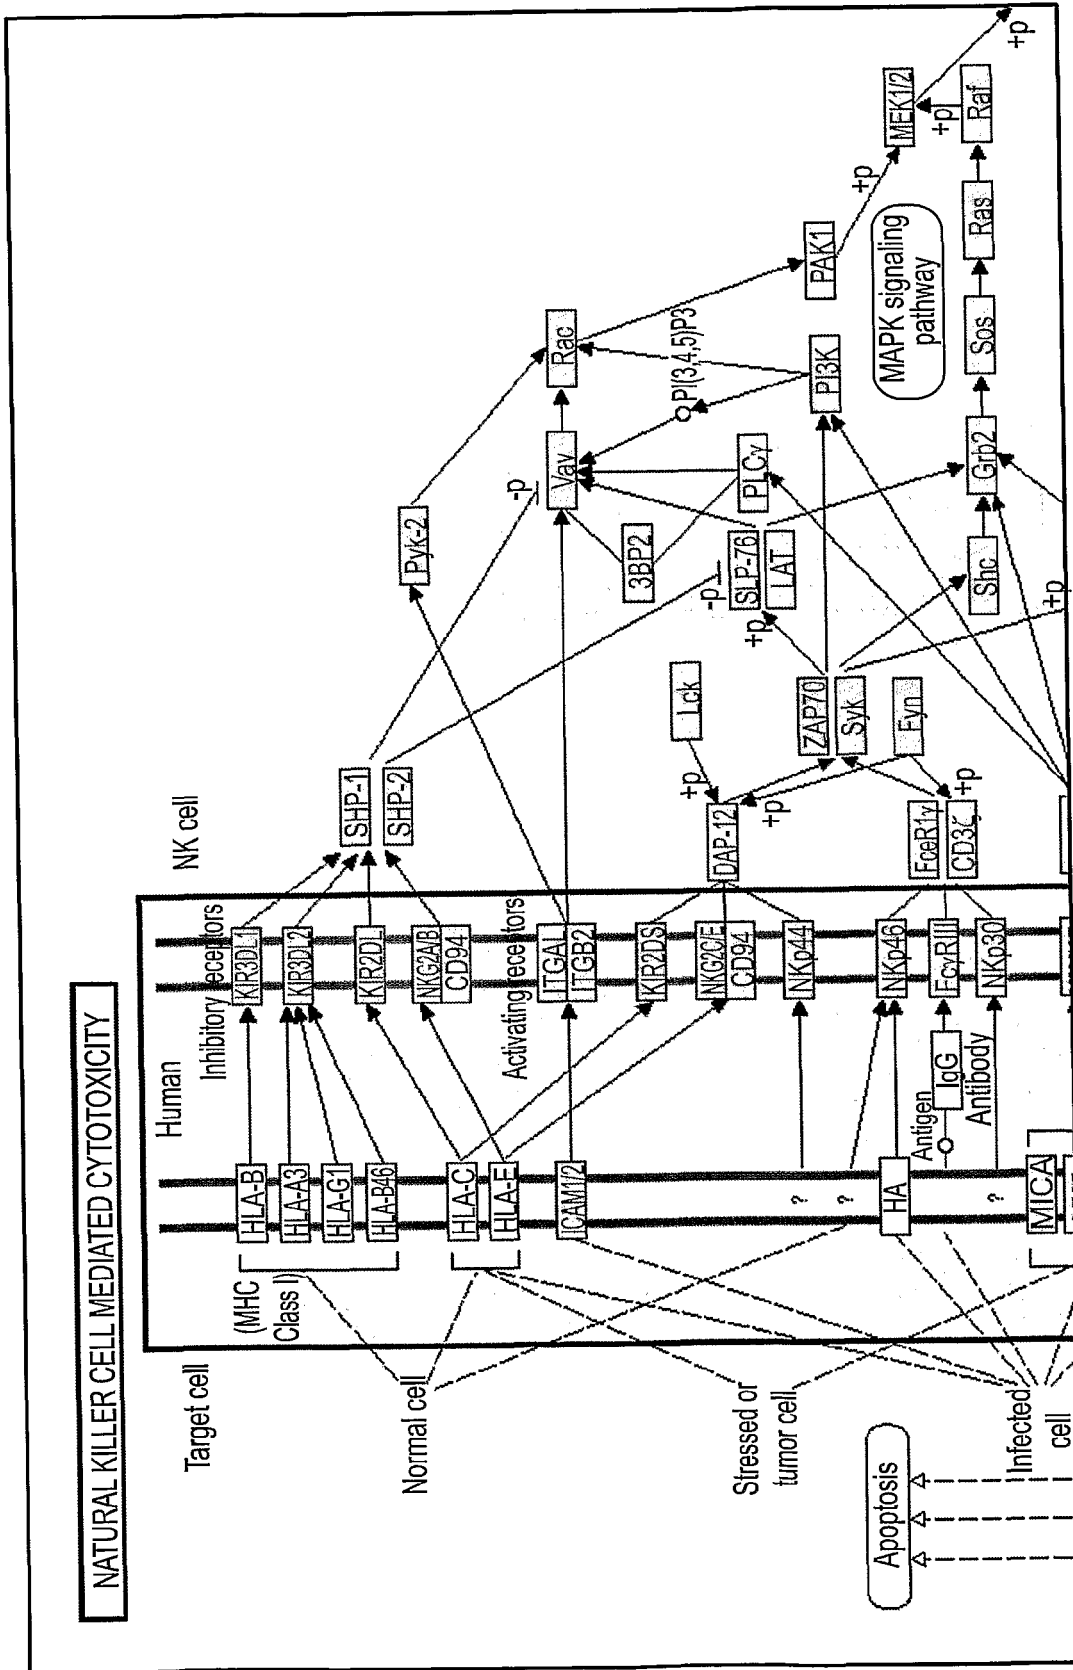 NATURAL KILLER CELL MEDIATED CYTOTOXICITY
Target cell
Human
NK cell
(MHC
Class I)
Inhibitory receptors
HLA-B
KIR3DL1
HLA-A3
KIR3DL2
HLA-G1
HLA-B46
SHP-1
SHP-2
Pyk-2
Normal cell
KIR2DL
HLA-C
NKG2A/B
CD94
HLA-E
Activating receptors
-p
ICAM1/2
ITGAL
ITGB2
Vav
Rac
3BP2
PI(3,4,5)P3
KIR2DS
Lck
+p
NKG2C/E
CD94
DAP-12
-p
SLP-76
LAT
PLCγ
+p
+p
Stressed or
tumor cell
?
NKp44
ZAP70
Syk
PI3K
PAK1
?
+p
HA
NKp46
Fyn
MAPK signaling
pathway
MEK1/2
Apoptosis
Antigen
IgG
FcγRIII
FceR1γ
CD3ζ
+p
+p
Antibody
?
NKp30
Shc
Grb2
Sos
Ras
Raf
+p
Infected
cell
MICA
+p